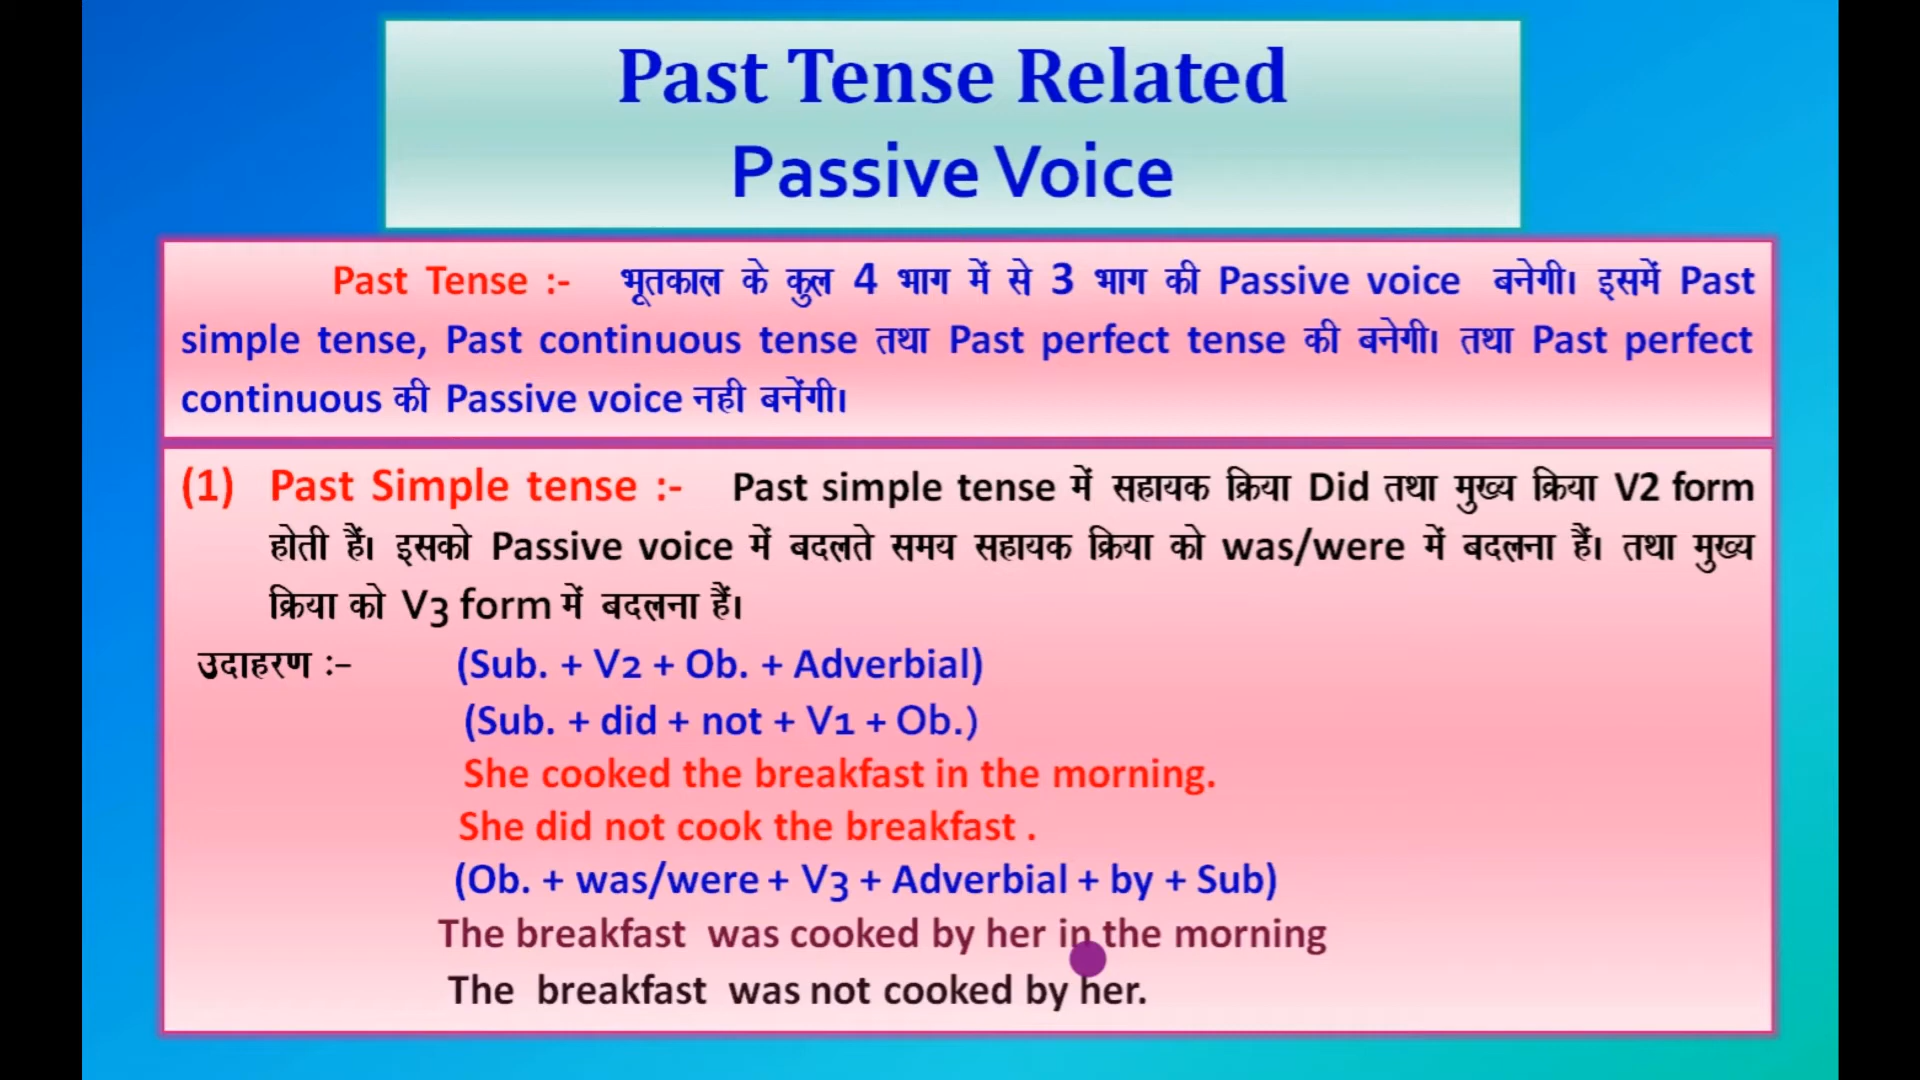 Past Tense Related
Passive Voice
Past Tense :- भूतकाल के कुल 4 भाग में से 3 भाग की Passive voice बनेगी। इसमें Past
simple tense, Past continuous tense तथा Past perfect tense की बनेगी। तथा Past perfect
continuous की Passive voice नही बनेंगी।
(1) Past Simple tense :- Past simple tense में सहायक क्रिया Did तथा मुख्य क्रिया V2 form
होती हैं। इसको Passive voice में बदलते समय सहायक क्रिया को was/were में बदलना हैं। तथा मुख्य
क्रिया को V3 form में बदलना हैं।
उदाहरण :- (Sub. + V2 + Ob. + Adverbial)
(Sub. + did + not + V1 + Ob.)
She cooked the breakfast in the morning.
She did not cook the breakfast .
(Ob. + was/were + V3 + Adverbial + by + Sub)
The breakfast was cooked by her in the morning
The breakfast was not cooked by her.